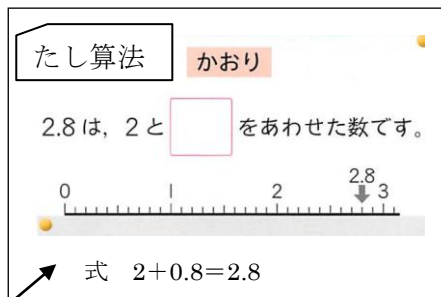 たし算法
かおり
2.8は，2と□をあわせた数です。
2.8
0 1 2 3
式 2＋0.8＝2.8